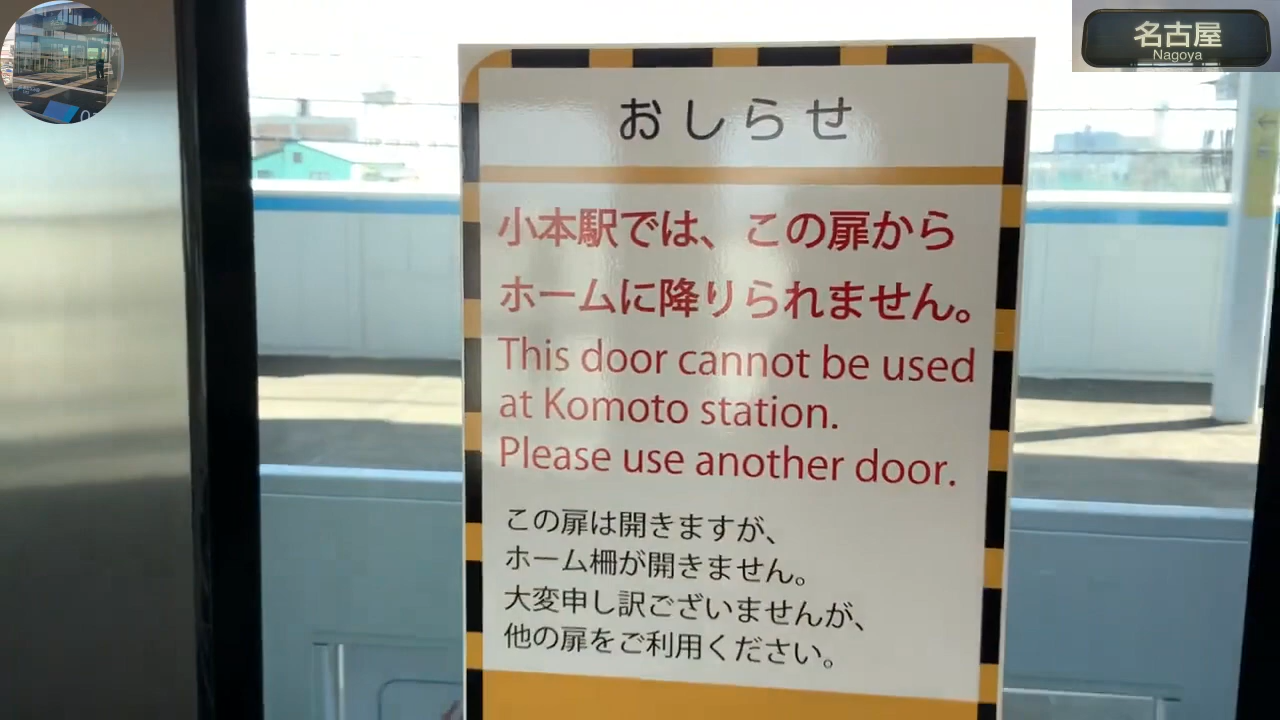 名古屋
Nagoya
おしらせ
小本駅では、この扉から
ホームに降りられません。
This door cannot be used
at Komoto station.
Please use another door.
この扉は開きますが、
ホーム柵が開きません。
大変申し訳ございませんが、
他の扉をご利用ください。